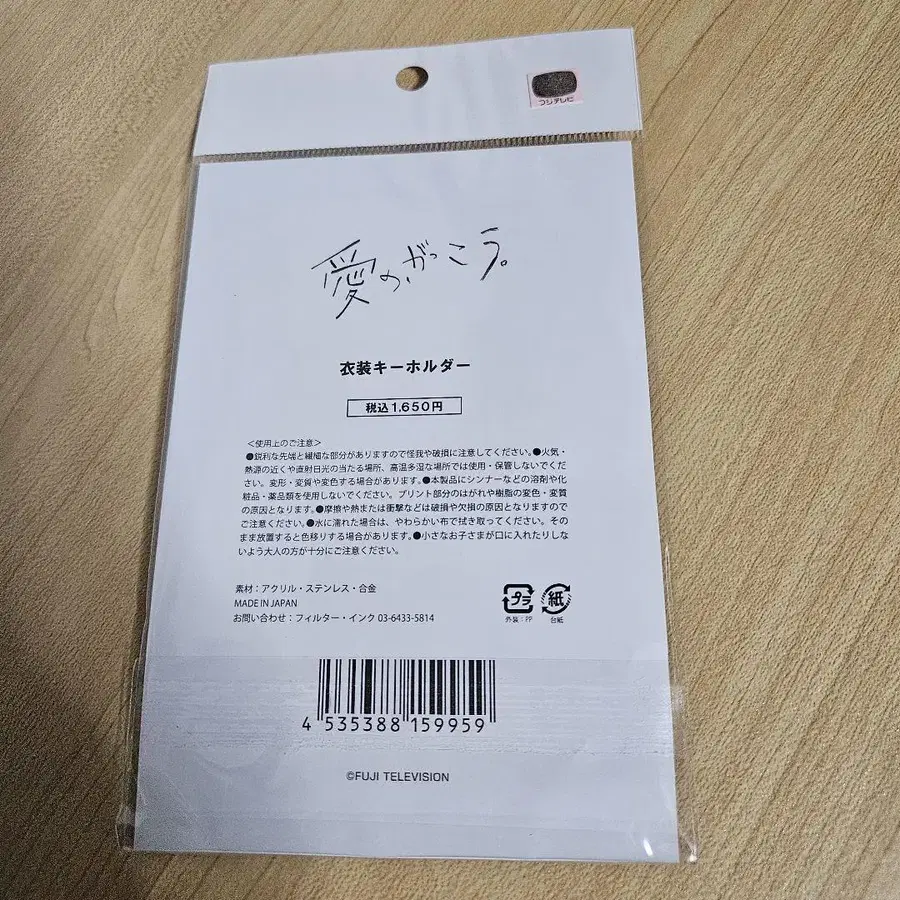 フジテレビ
愛の、がっこう。
衣装キーホルダー
税込1,650円
＜使用上のご注意＞
●鋭利な先端と繊細な部分がありますので怪我や破損に注意してください。●火気・
熱源の近くや直射日光の当たる場所、高温多湿な場所では使用・保管しないでくだ
さい。変形・変質や変色する場合があります。●本製品にシンナーなどの溶剤や化
粧品・薬品類を使用しないでください。プリント部分のはがれや樹脂の変色・変質
の原因となります。●摩擦や熱または衝撃などは破損や欠損の原因となりますので
ご注意ください。●水に濡れた場合は、やわらかい布で拭き取ってください。その
まま放置すると色移りする場合があります。●小さなお子さまが口に入れたりしな
いよう大人の方が十分にご注意ください。
素材：アクリル・ステンレス・合金
MADE IN JAPAN
お問い合わせ：フィルター・インク 03-6433-5814
プラ 紙
外装：PP 台紙
4 535388 159959
©FUJI TELEVISION